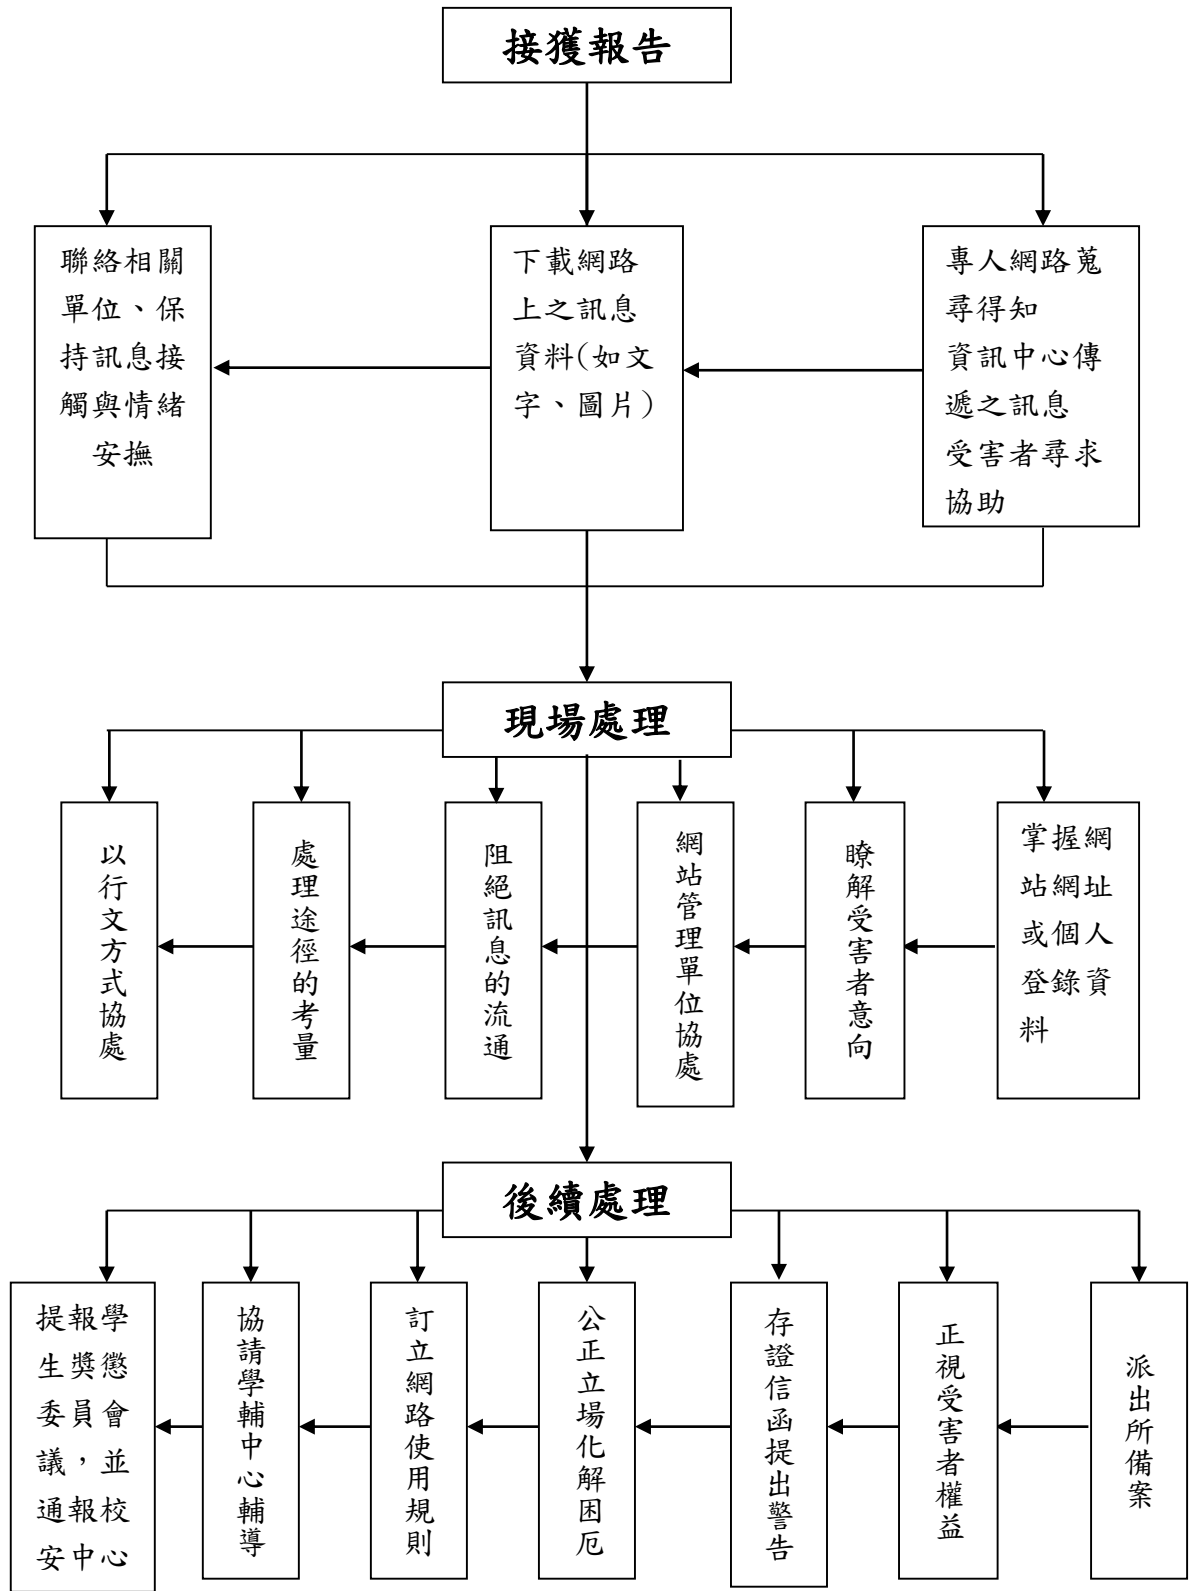 接獲報告
聯絡相關
單位、保
持訊息接
觸與情緒
安撫
下載網路
上之訊息
資料(如文
字、圖片)
專人網路蒐
尋得知
資訊中心傳
遞之訊息
受害者尋求
協助
現場處理
以行文方式協處
處理途徑的考量
阻絕訊息的流通
網站管理單位協處
瞭解受害者意向
掌握網
站網址
或個人
登錄資
料
後續處理
提報學
生獎懲
委員會
議，並
通報校
安中心
協請學輔中心輔導
訂立網路使用規則
公正立場化解困厄
存證信函提出警告
正視受害者權益
派出所備案